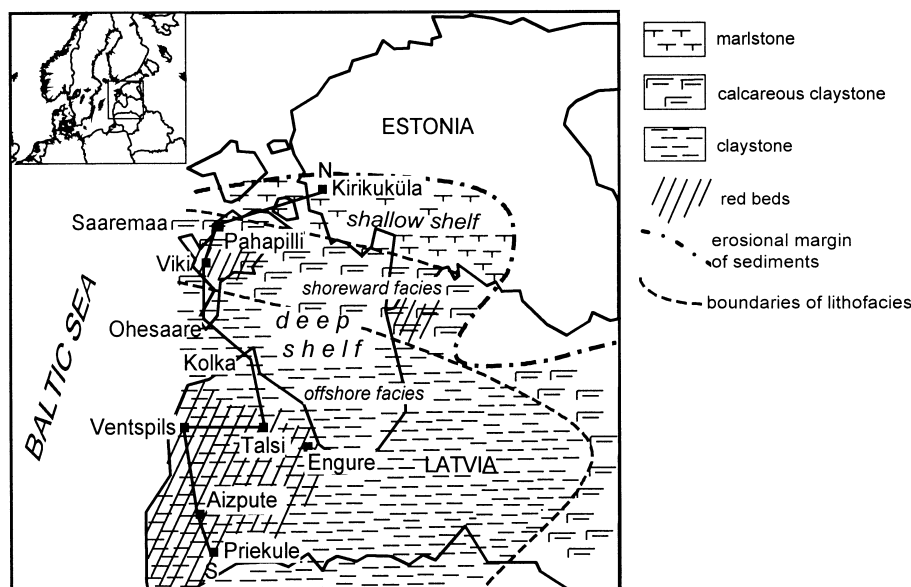 ESTONIA
N
Kirikuküla
shallow shelf
Saaremaa
Pahapilli
Viki
shoreward facies
deep
shelf
Ohesaare
Kolka
offshore facies
BALTIC SEA
Ventspils
Talsi
Engure
LATVIA
Aizpute
Priekule
S
marlstone
calcareous claystone
claystone
red beds
erosional margin
of sediments
boundaries of lithofacies